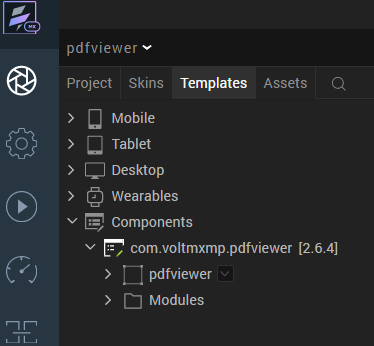 MX
pdfviewer
Project Skins Templates Assets
Mobile
Tablet
Desktop
Wearables
Components
com.voltmxmp.pdfviewer [2.6.4]
pdfviewer
Modules